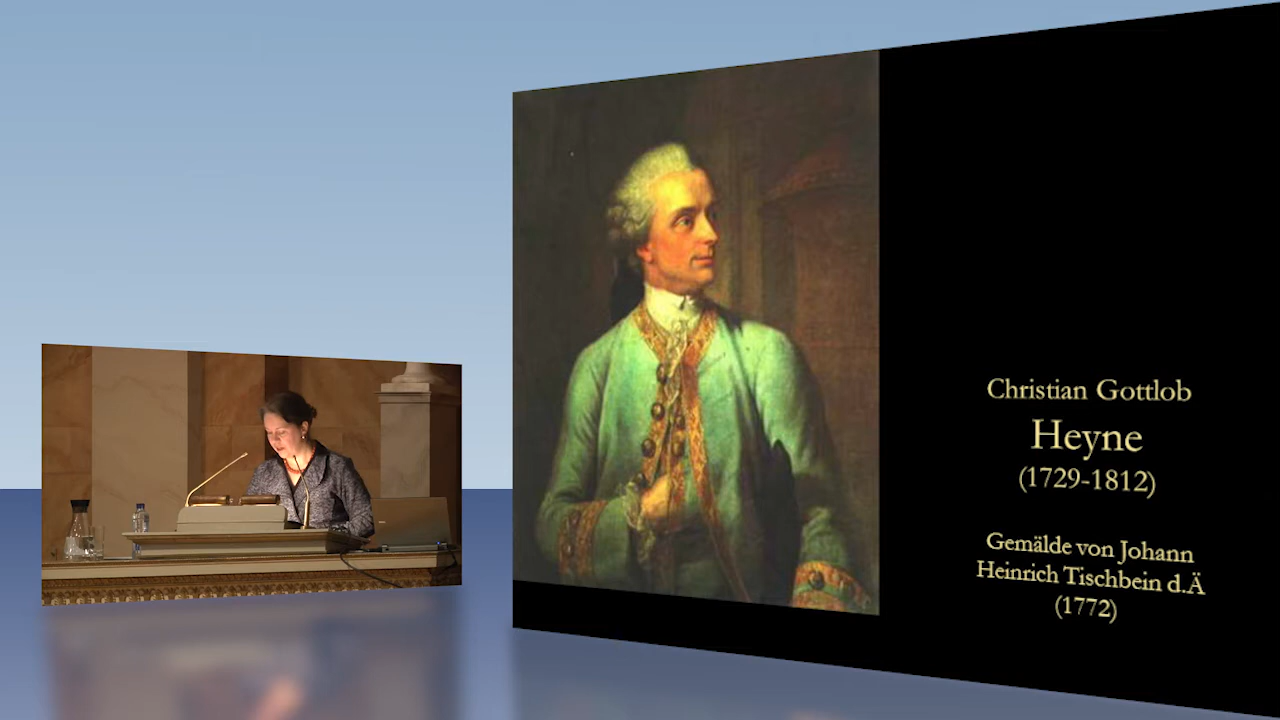 Christian Gottlob
Heyne
(1729-1812)
Gemälde von Johann
Heinrich Tischbein d.Ä
(1772)